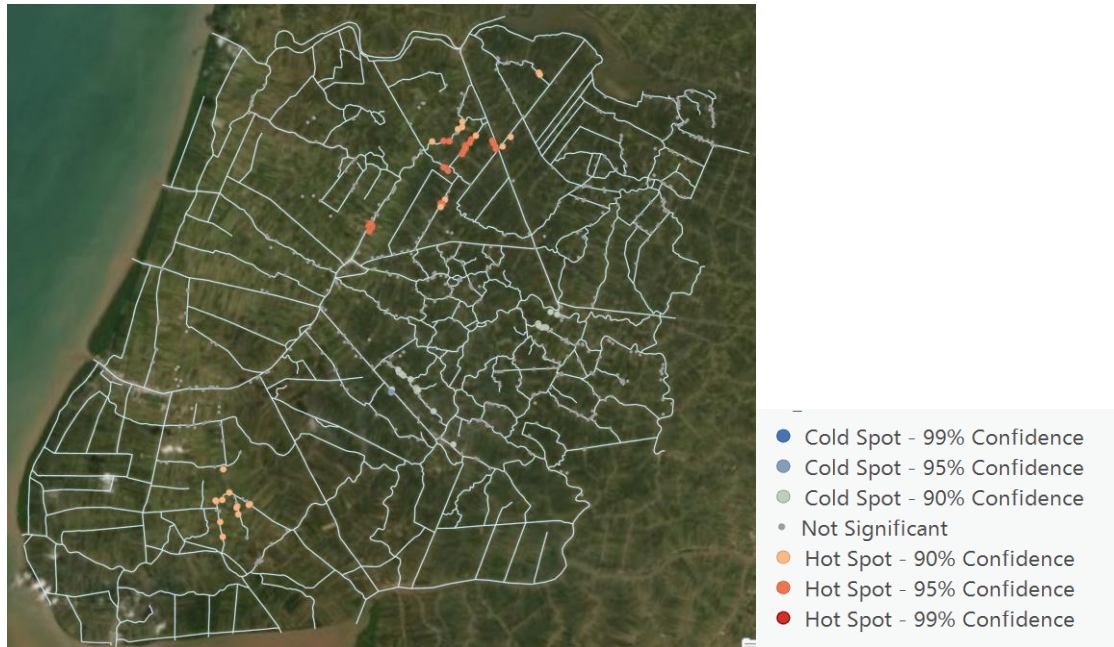 Cold Spot - 99% Confidence
Cold Spot - 95% Confidence
Cold Spot - 90% Confidence
Not Significant
Hot Spot - 90% Confidence
Hot Spot - 95% Confidence
Hot Spot - 99% Confidence